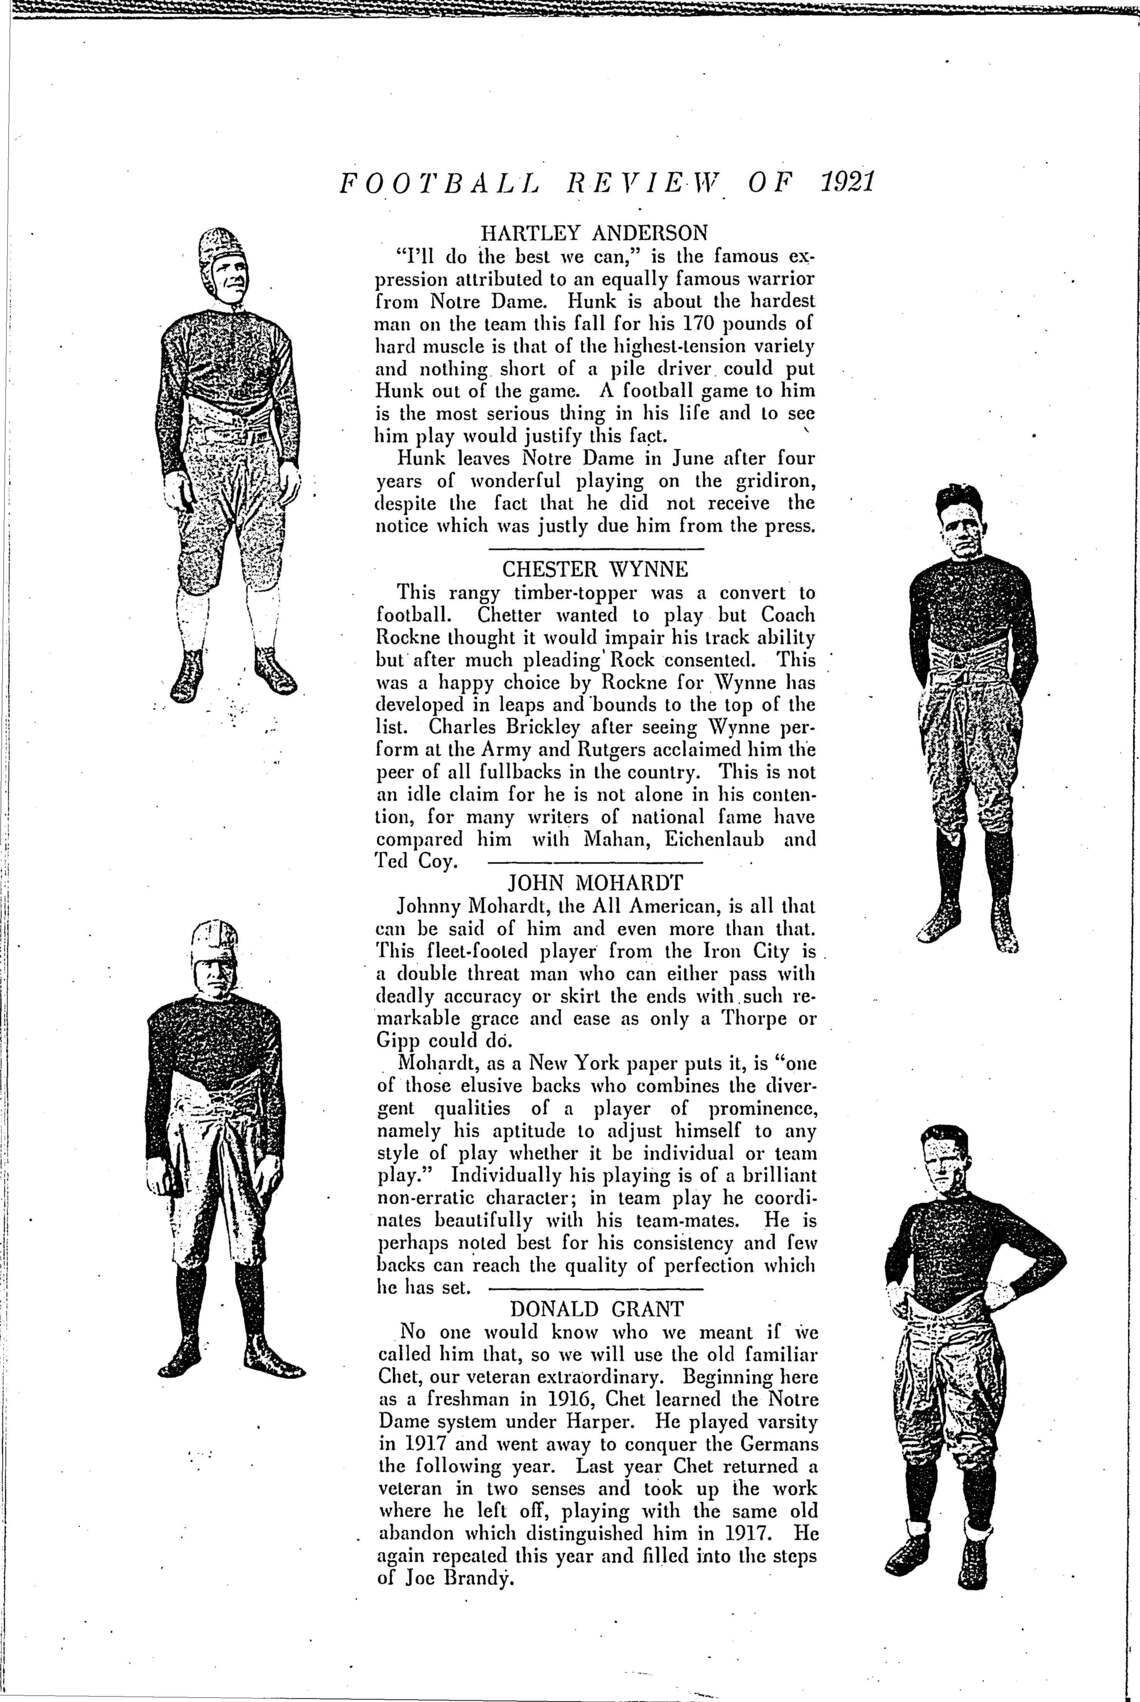 FOOTBALL REVIEW OF 1921
HARTLEY ANDERSON
“I’ll do the best we can,” is the famous ex-
pression attributed to an equally famous warrior
from Notre Dame. Hunk is about the hardest
man on the team this fall for his 170 pounds of
hard muscle is that of the highest-tension variety
and nothing short of a pile driver could put
Hunk out of the game. A football game to him
is the most serious thing in his life and to see
him play would justify this fact.
Hunk leaves Notre Dame in June after four
years of wonderful playing on the gridiron,
despite the fact that he did not receive the
notice which was justly due him from the press.
CHESTER WYNNE
This rangy timber-topper was a convert to
football. Chetter wanted to play but Coach
Rockne thought it would impair his track ability
but after much pleading Rock consented. This
was a happy choice by Rockne for Wynne has
developed in leaps and bounds to the top of the
list. Charles Brickley after seeing Wynne per-
form at the Army and Rutgers acclaimed him the
peer of all fullbacks in the country. This is not
an idle claim for he is not alone in his conten-
tion, for many writers of national fame have
compared him with Mahan, Eichenlaub and
Ted Coy.
JOHN MOHARDT
Johnny Mohardt, the All American, is all that
can be said of him and even more than that.
This fleet-footed player from the Iron City is
a double threat man who can either pass with
deadly accuracy or skirt the ends with such re-
markable grace and ease as only a Thorpe or
Gipp could do.
Mohardt, as a New York paper puts it, is “one
of those elusive backs who combines the diver-
gent qualities of a player of prominence,
namely his aptitude to adjust himself to any
style of play whether it be individual or team
play.” Individually his playing is of a brilliant
non-erratic character; in team play he coordi-
nates beautifully with his team-mates. He is
perhaps noted best for his consistency and few
backs can reach the quality of perfection which
he has set.
DONALD GRANT
No one would know who we meant if we
called him that, so we will use the old familiar
Chet, our veteran extraordinary. Beginning here
as a freshman in 1916, Chet learned the Notre
Dame system under Harper. He played varsity
in 1917 and went away to conquer the Germans
the following year. Last year Chet returned a
veteran in two senses and took up the work
where he left off, playing with the same old
abandon which distinguished him in 1917. He
again repeated this year and filled into the steps
of Joe Brandy.